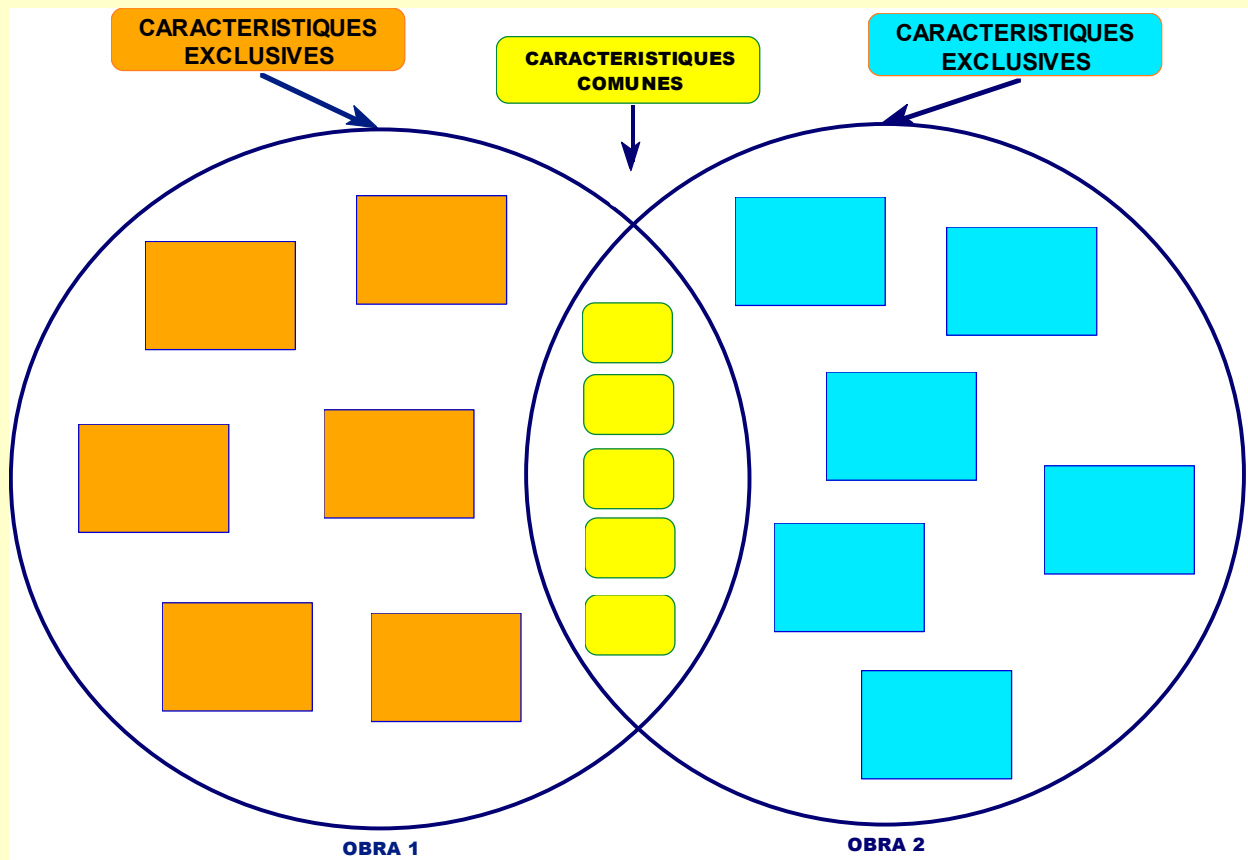 CARACTERISTIQUES
EXCLUSIVES
CARACTERISTIQUES
COMUNES
CARACTERISTIQUES
EXCLUSIVES
OBRA 1
OBRA 2